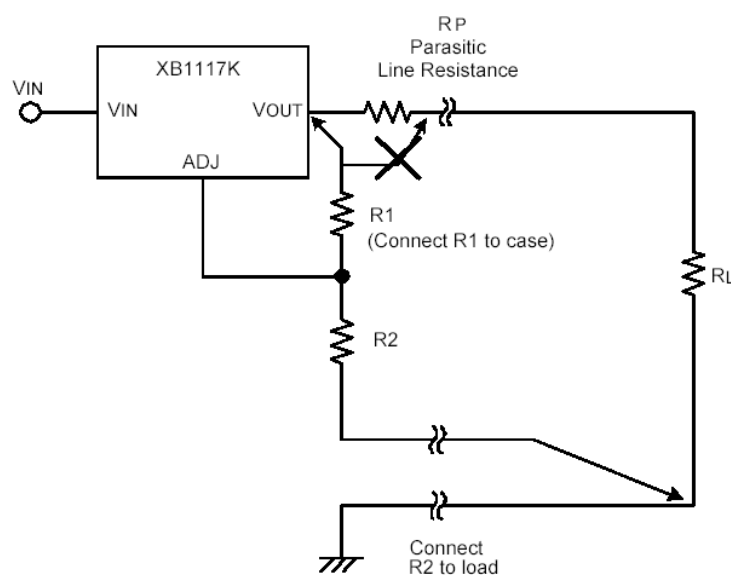 RP
Parasitic
Line Resistance
XB1117K
VIN
VIN
VOUT
ADJ
R1
(Connect R1 to case)
RL
R2
Connect
R2 to load